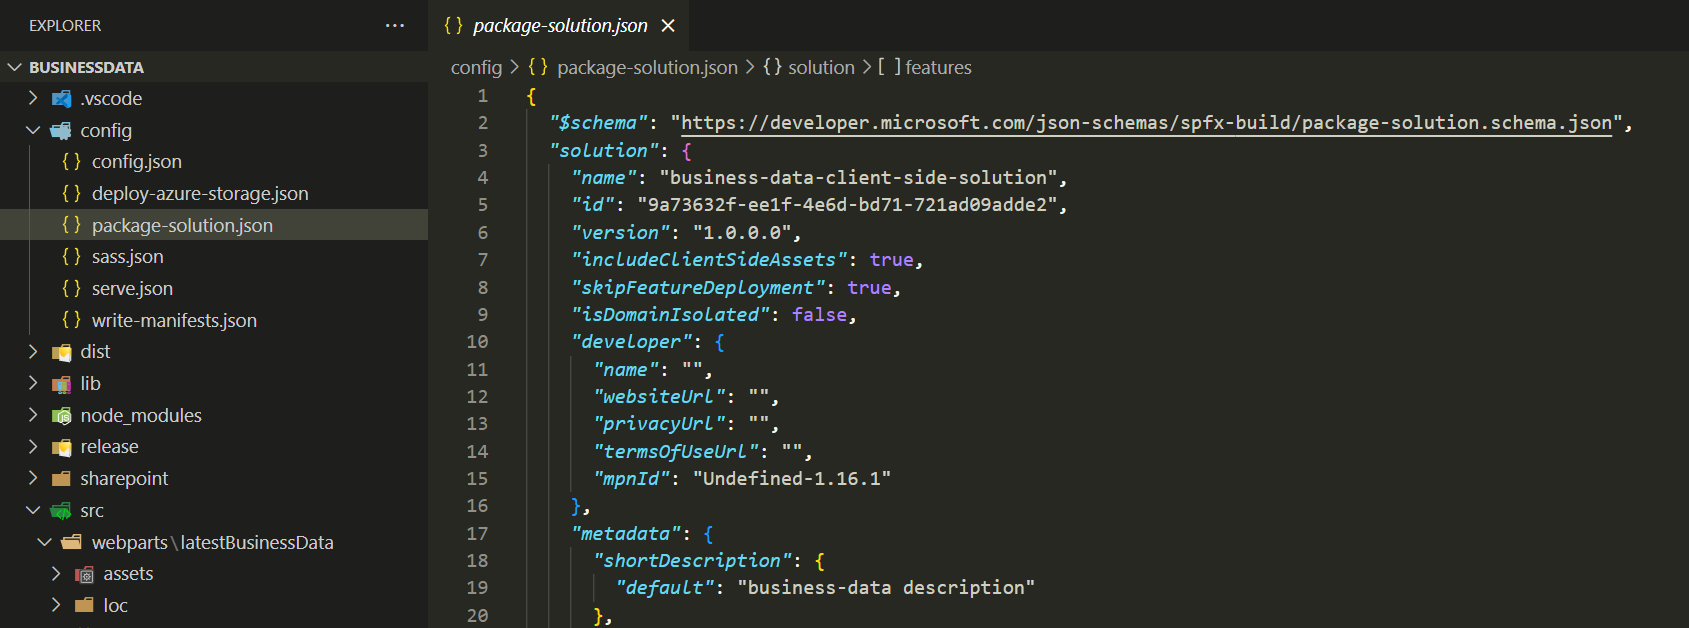 EXPLORER
···
BUSINESSDATA
.vscode
config
{ } config.json
{ } deploy-azure-storage.json
{ } package-solution.json
{ } sass.json
{ } serve.json
{ } write-manifests.json
dist
lib
node_modules
release
sharepoint
src
webparts\latestBusinessData
assets
loc
{ } package-solution.json ×
config > { } package-solution.json > { } solution > [ ] features
1 {
2 "$schema": "https://developer.microsoft.com/json-schemas/spfx-build/package-solution.schema.json",
3 "solution": {
4 "name": "business-data-client-side-solution",
5 "id": "9a73632f-ee1f-4e6d-bd71-721ad09adde2",
6 "version": "1.0.0.0",
7 "includeClientSideAssets": true,
8 "skipFeatureDeployment": true,
9 "isDomainIsolated": false,
10 "developer": {
11 "name": "",
12 "websiteUrl": "",
13 "privacyUrl": "",
14 "termsOfUseUrl": "",
15 "mpnId": "Undefined-1.16.1"
16 },
17 "metadata": {
18 "shortDescription": {
19 "default": "business-data description"
20 },